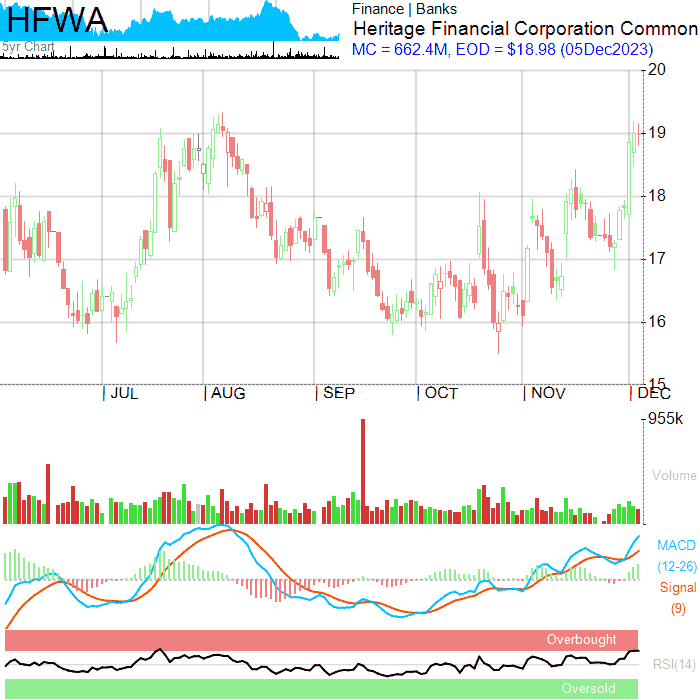 HFWA
5yr Chart
Finance | Banks
Heritage Financial Corporation Common
MC = 662.4M, EOD = $18.98 (05Dec2023)
20
19
18
17
16
15
JUL
AUG
SEP
OCT
NOV
DEC
955k
Volume
MACD
(12-26)
Signal
(9)
Overbought
RSI(14)
Oversold